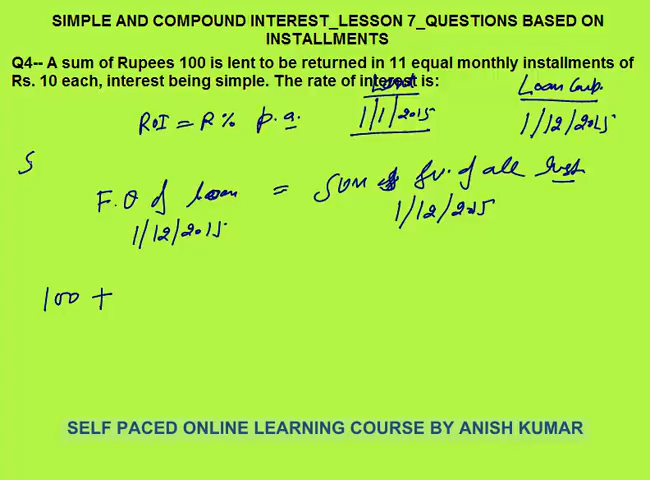 SIMPLE AND COMPOUND INTEREST_LESSON 7_QUESTIONS BASED ON
INSTALLMENTS
Q4-- A sum of Rupees 100 is lent to be returned in 11 equal monthly installments of
Rs. 10 each, interest being simple. The rate of interest is:
ROI = R% p.a. 1/1/2015 1/12/2015
S
F.V of loan = Sum of f.v. of all Inst
1/12/2015 1/12/2015
100 +
SELF PACED ONLINE LEARNING COURSE BY ANISH KUMAR